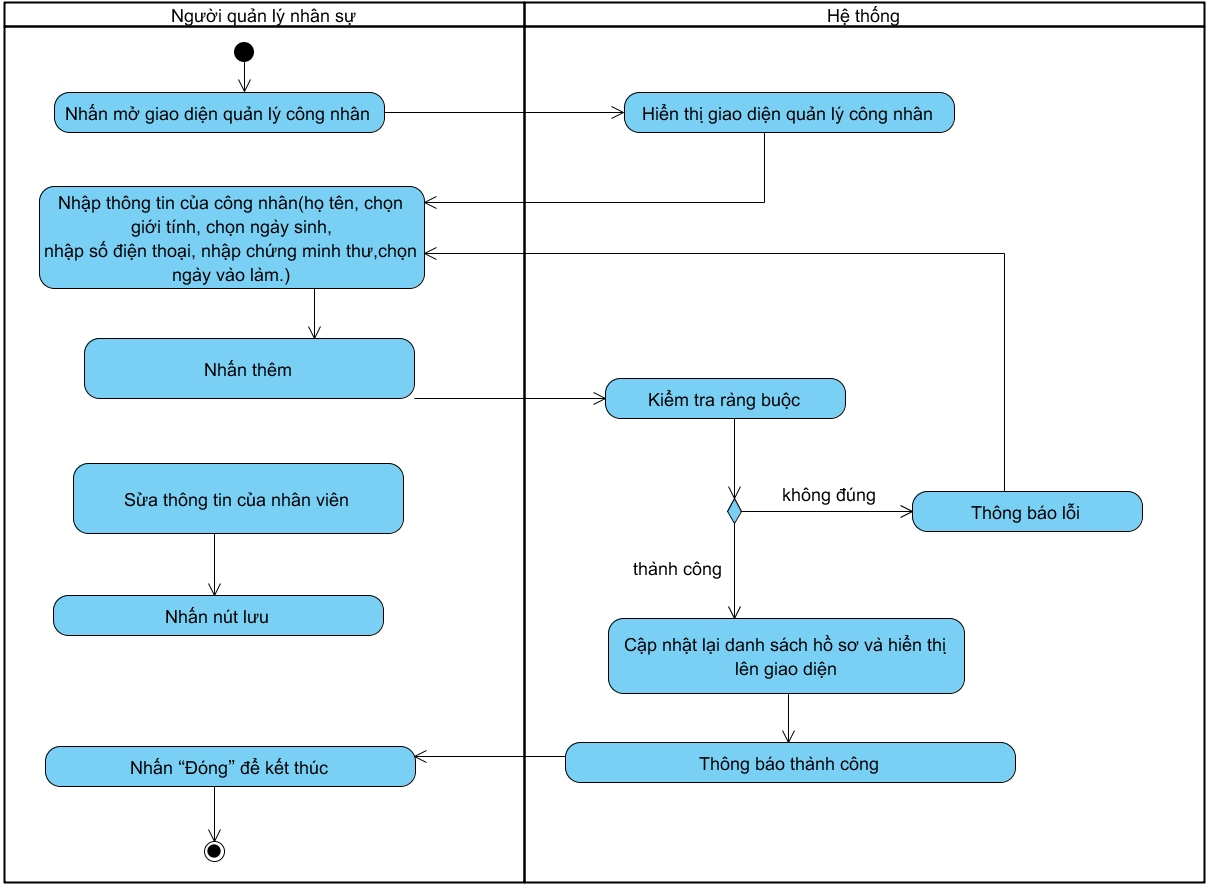 Người quản lý nhân sự
Hệ thống
Nhấn mở giao diện quản lý công nhân
Hiển thị giao diện quản lý công nhân
Nhập thông tin của công nhân(họ tên, chọn
giới tính, chọn ngày sinh,
nhập số điện thoại, nhập chứng minh thư,chọn
ngày vào làm.)
Nhấn thêm
Kiểm tra ràng buộc
không đúng
Thông báo lỗi
Sửa thông tin của nhân viên
thành công
Nhấn nút lưu
Cập nhật lại danh sách hồ sơ và hiển thị
lên giao diện
Thông báo thành công
Nhấn “Đóng” để kết thúc